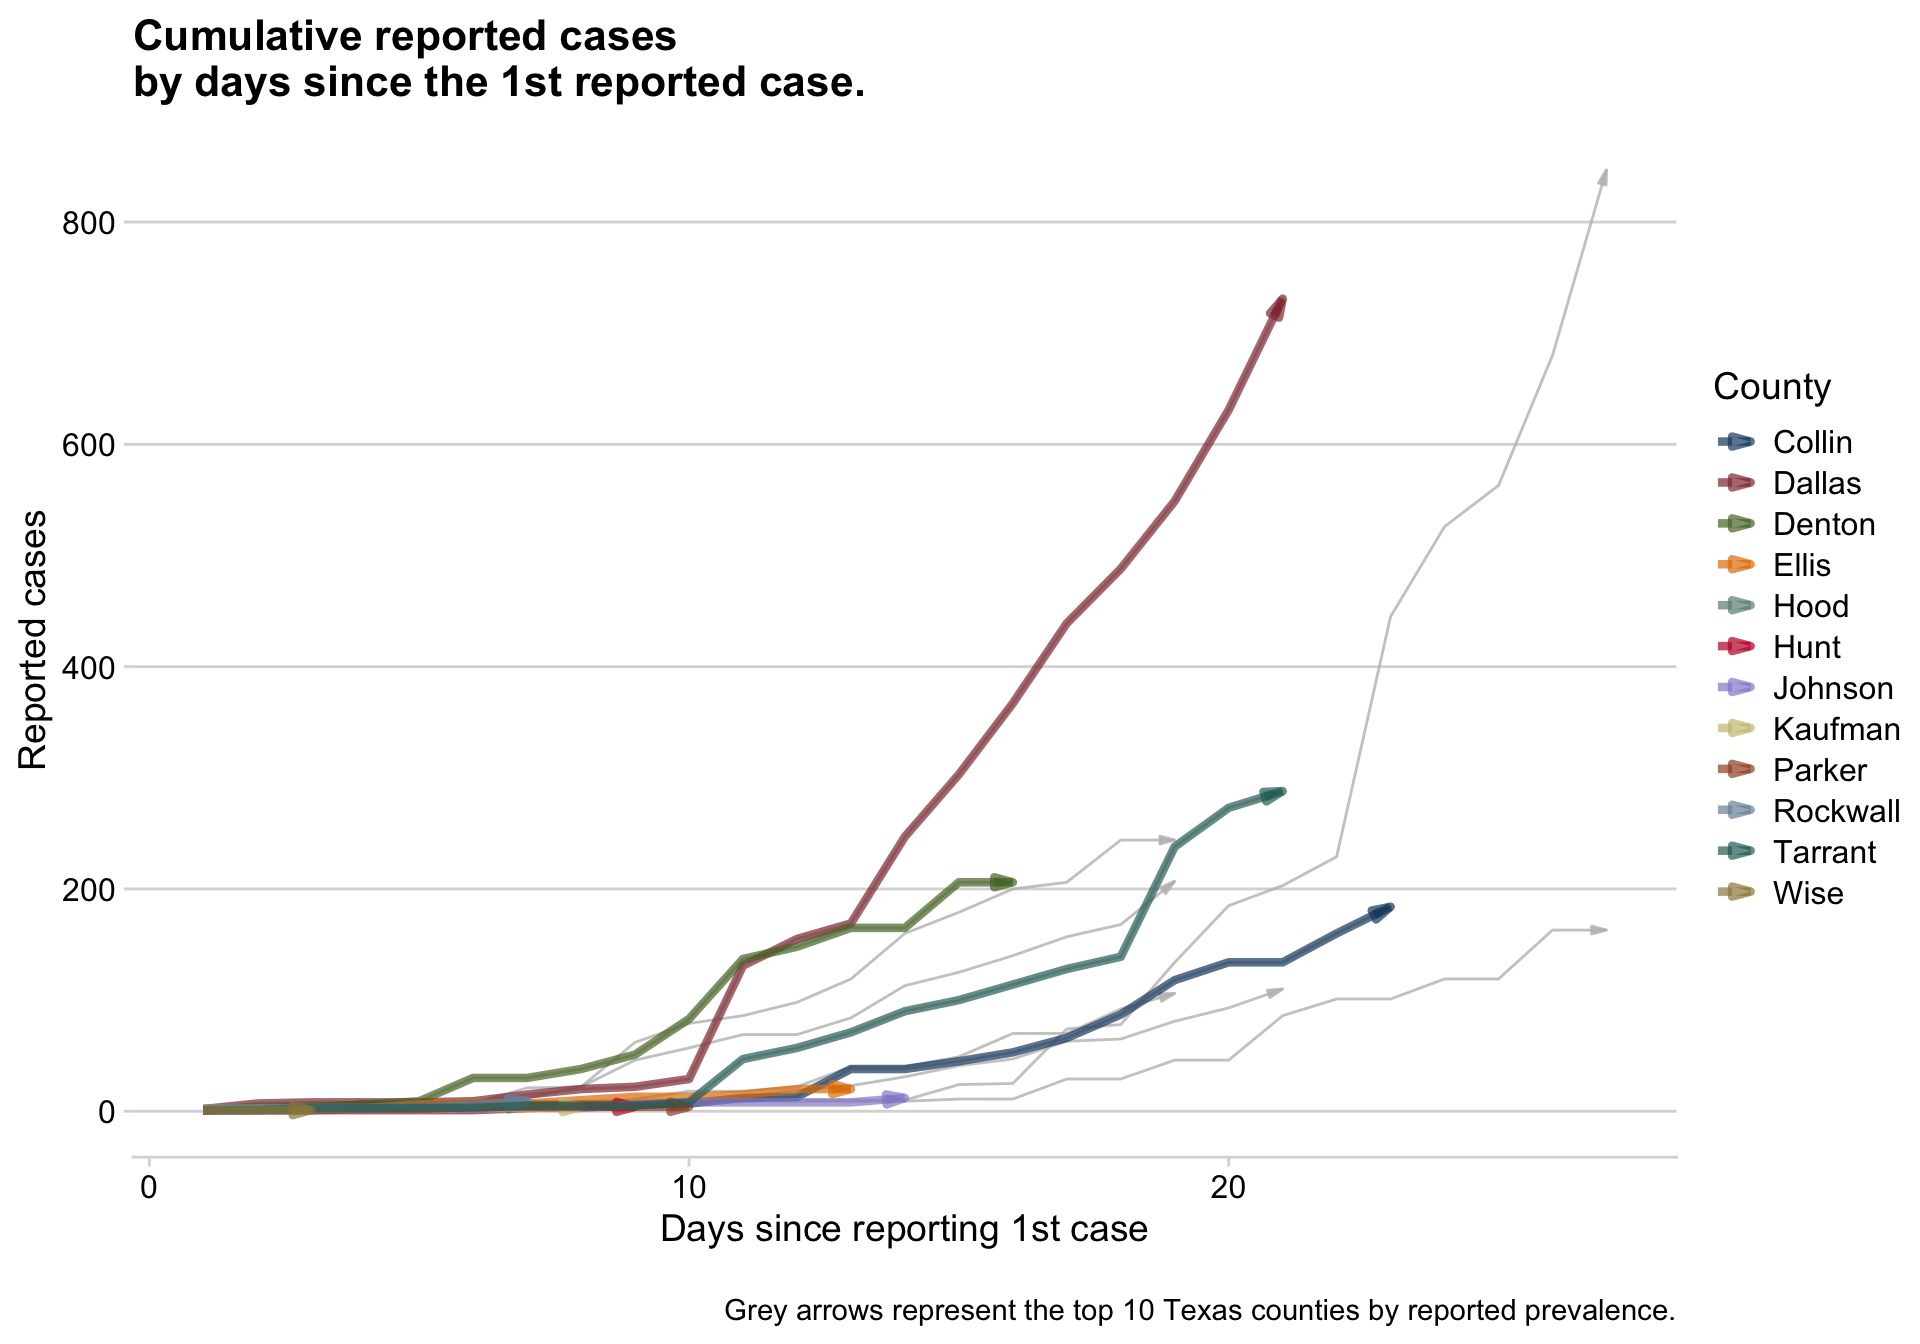 Cumulative reported cases
by days since the 1st reported case.
800
600
400
200
0
Reported cases
0
10
20
Days since reporting 1st case
County
Collin
Dallas
Denton
Ellis
Hood
Hunt
Johnson
Kaufman
Parker
Rockwall
Tarrant
Wise
Grey arrows represent the top 10 Texas counties by reported prevalence.